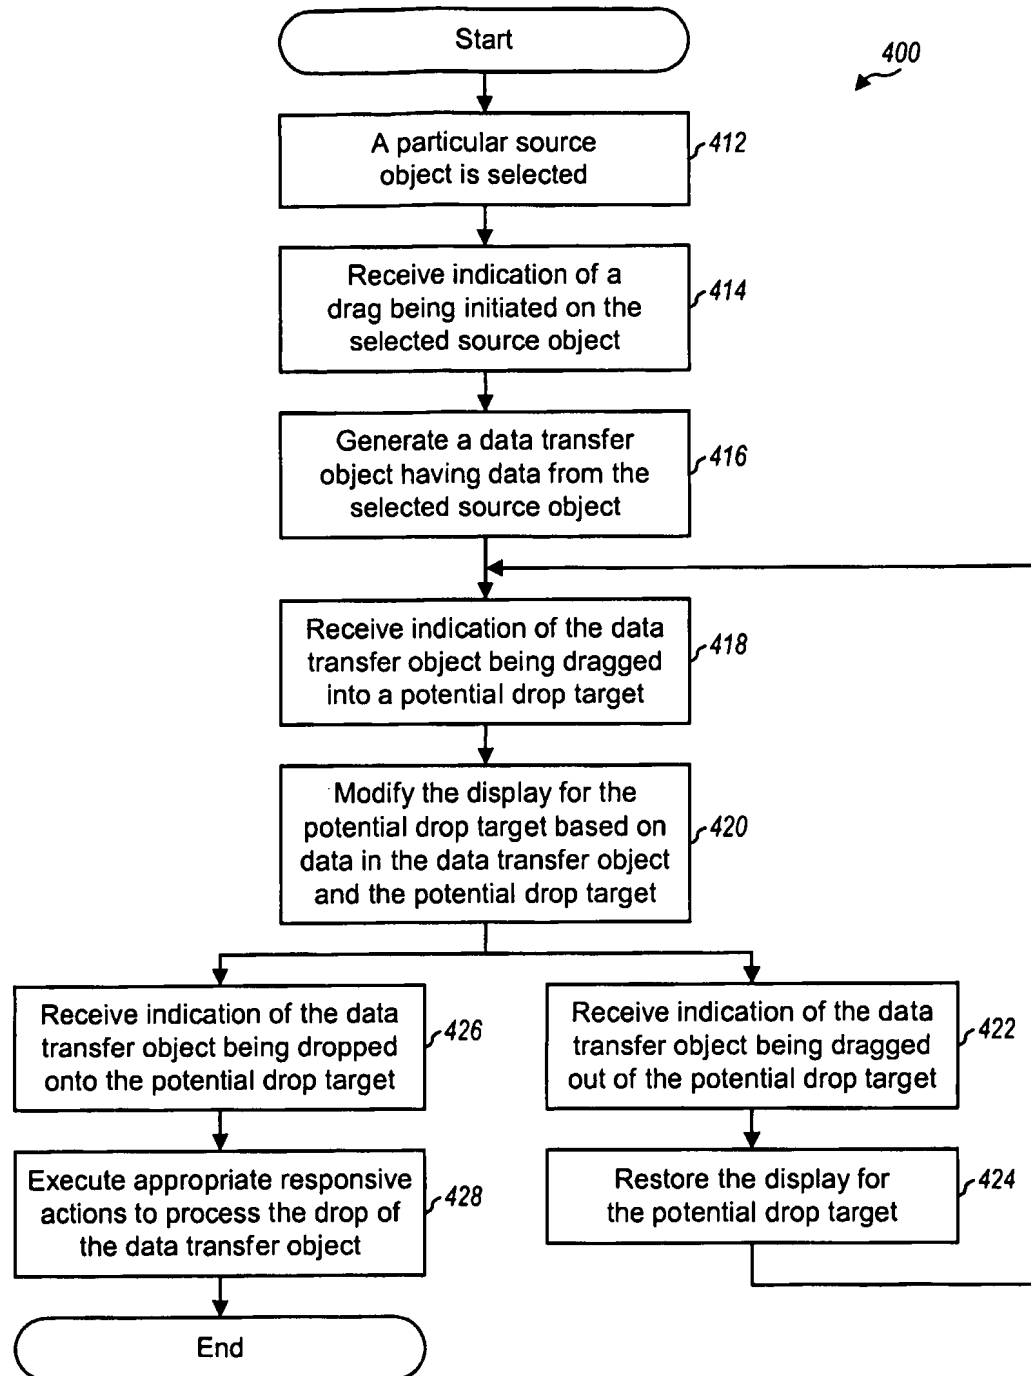 Start
400
A particular source
object is selected
412
Receive indication of a
drag being initiated on the
selected source object
414
Generate a data transfer
object having data from the
selected source object
416
Receive indication of the data
transfer object being dragged
into a potential drop target
418
Modify the display for the
potential drop target based on
data in the data transfer object
and the potential drop target
420
Receive indication of the data
transfer object being dropped
onto the potential drop target
426
Receive indication of the data
transfer object being dragged
out of the potential drop target
422
Execute appropriate responsive
actions to process the drop of
the data transfer object
428
Restore the display for
the potential drop target
424
End